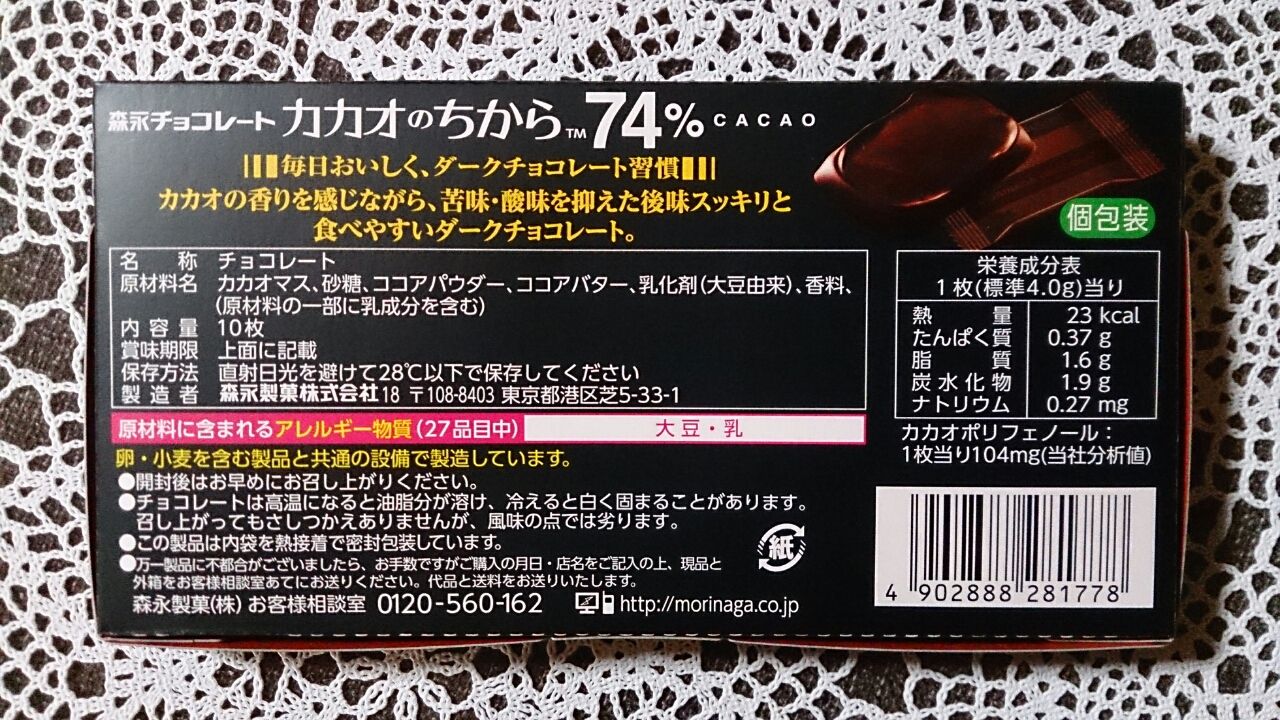 森永チョコレート カカオのちから™ 74% CACAO
毎日おいしく、ダークチョコレート習慣
カカオの香りを感じながら、苦味・酸味を抑えた後味スッキリと
食べやすいダークチョコレート。
個包装
名称 チョコレート
原材料名 カカオマス、砂糖、ココアパウダー、ココアバター、乳化剤(大豆由来)、香料、
(原材料の一部に乳成分を含む)
内容量 10枚
賞味期限 上面に記載
保存方法 直射日光を避けて28℃以下で保存してください
製造者 森永製菓株式会社18 〒108-8403 東京都港区芝5-33-1
原材料に含まれるアレルギー物質(27品目中) 大豆・乳
卵・小麦を含む製品と共通の設備で製造しています。
●開封後はお早めにお召し上がりください。
●チョコレートは高温になると油脂分が溶け、冷えると白く固まることがあります。
召し上がってもさしつかえありませんが、風味の点では劣ります。
●この製品は内袋を熱接着で密封包装しています。
●万一製品に不都合がございましたら、お手数ですがご購入の月日・店名をご記入の上、現品と
外箱をお客様相談室あてにお送りください。代品と送料をお送りいたします。
森永製菓(株) お客様相談室 0120-560-162 http://morinaga.co.jp
紙
栄養成分表
1枚(標準4.0g)当り
熱量 23 kcal
たんぱく質 0.37 g
脂質 1.6 g
炭水化物 1.9 g
ナトリウム 0.27 mg
カカオポリフェノール：
1枚当り104mg(当社分析値)
4 902888 281778